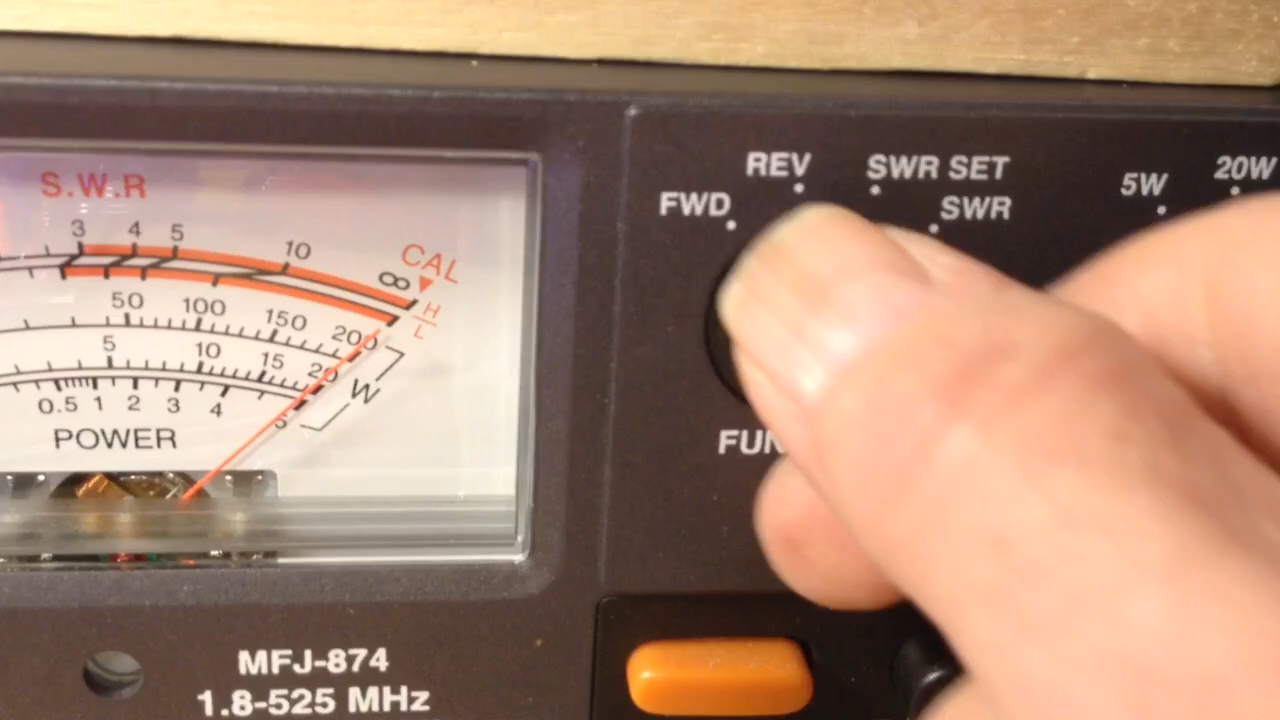 S.W.R
3 4 5 10 ∞ CAL
H
L
50 100 150 200
5 10 15 20
W
0.5 1 2 3 4 5
POWER
REV SWR SET
FWD SWR
5W 20W
MFJ-874
1.8-525 MHz